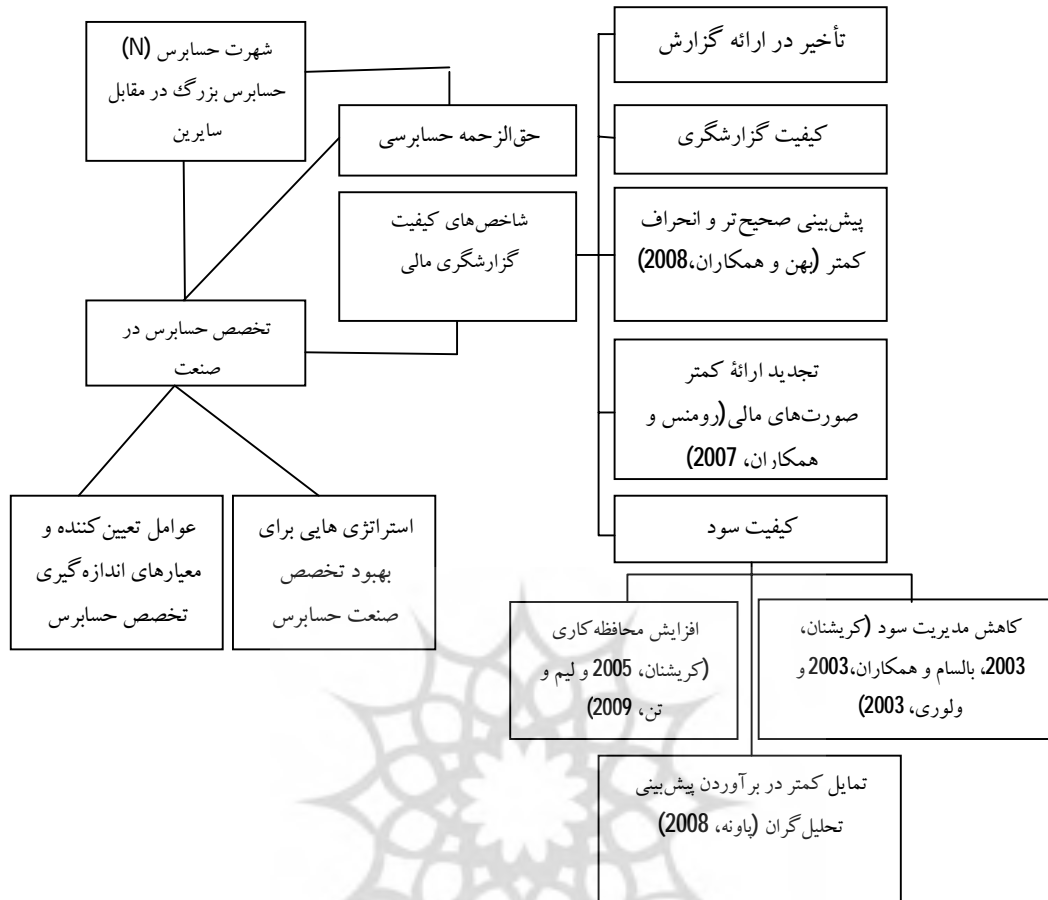 تأخیر در ارائه گزارش
شهرت حسابرس (N)
حسابرس بزرگ در مقابل
سایرین
حق‌الزحمه حسابرسی
کیفیت گزارشگری
شاخص‌های کیفیت
گزارشگری مالی
پیش‌بینی صحیح‌تر و انحراف
کمتر (بهن و همکاران،2008)
تخصص حسابرس در
صنعت
تجدید ارائۀ کمتر
صورت‌های مالی(رومنس و
همکاران، 2007)
کیفیت سود
استراتژی هایی برای
بهبود تخصص
صنعت حسابرس
عوامل تعیین‌کننده و
معیارهای اندازه‌گیری
تخصص حسابرس
کاهش مدیریت سود (کریشنان،
2003، بالسام و همکاران،2003 و
ولوری، 2003)
افزایش محافظه‌کاری
(کریشنان، 2005 و لیم و
تن، 2009)
تمایل کمتر در برآوردن پیش‌بینی
تحلیل‌گران (پاونه، 2008)